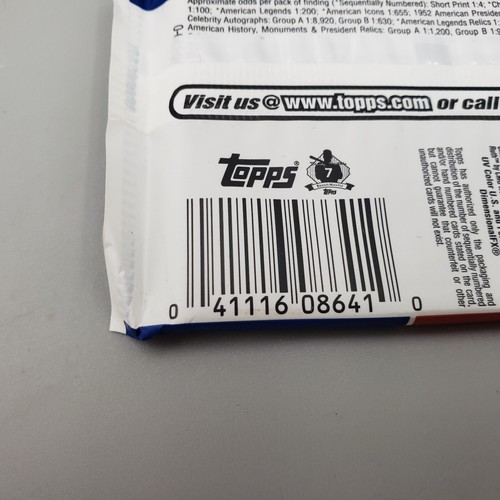 Approximate odds per pack of finding (*Sequentially Numbered): Short Print 1:4; *Ch
1:100; *American Legends 1:200; *American Icons 1:655; 1952 American Presiden
Celebrity Autographs: Group A 1:8,920, Group B 1:630; *American Relics 1:
American History, Monuments & President Relics: Group A 1:1,200, Group B 1:9
Visit us @ www.topps.com or call
Topps®
7
Topps
0 41116 08641 0
UV Color U.S.
DimensionalFX®
Topps has authorized only the packaging and
distribution of the number of sequentially numbered
and/or hand numbered cards stated on the card,
but cannot guarantee that counterfeit or other
unauthorized cards will not exist.